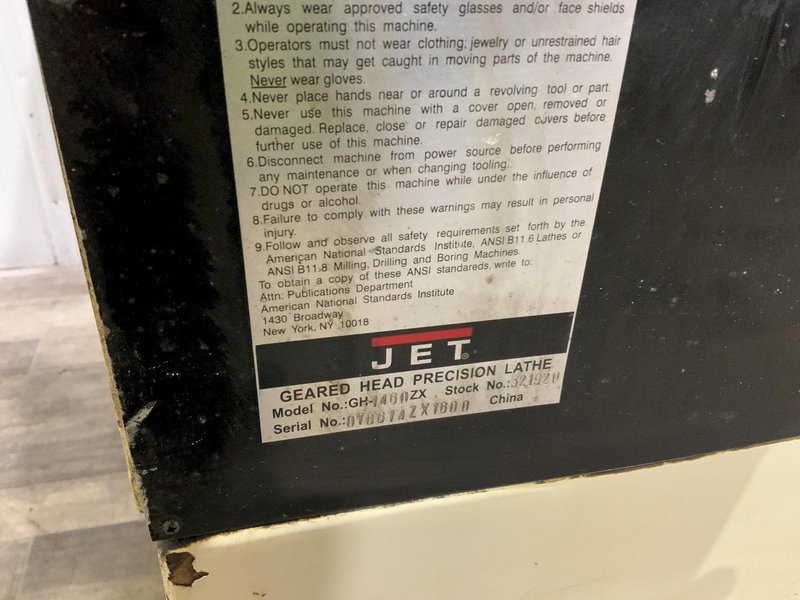 2.Always wear approved safety glasses and/or face shields
while operating this machine.
3.Operators must not wear clothing, jewelry or unrestrained hair
styles that may get caught in moving parts of the machine.
Never wear gloves.
4.Never place hands near or around a revolving tool or part.
5.Never use this machine with a cover open, removed or
damaged. Replace, close or repair damaged covers before
further use of this machine.
6.Disconnect machine from power source before performing
any maintenance or when changing tooling.
7.DO NOT operate this machine while under the influence of
drugs or alcohol.
8.Failure to comply with these warnings may result in personal
injury.
9.Follow and observe all safety requirements set forth by the
American National Standards Institute, ANSI B11.6 Lathes or
ANSI B11.8 Milling, Drilling and Boring Machines.
To obtain a copy of these ANSI standareds, write to:
Attn: Publications Department
American National Standards Institute
1430 Broadway
New York, NY 10018
JET®
GEARED HEAD PRECISION LATHE
Model No.:GH-1460ZX Stock No.:321920
Serial No.: China